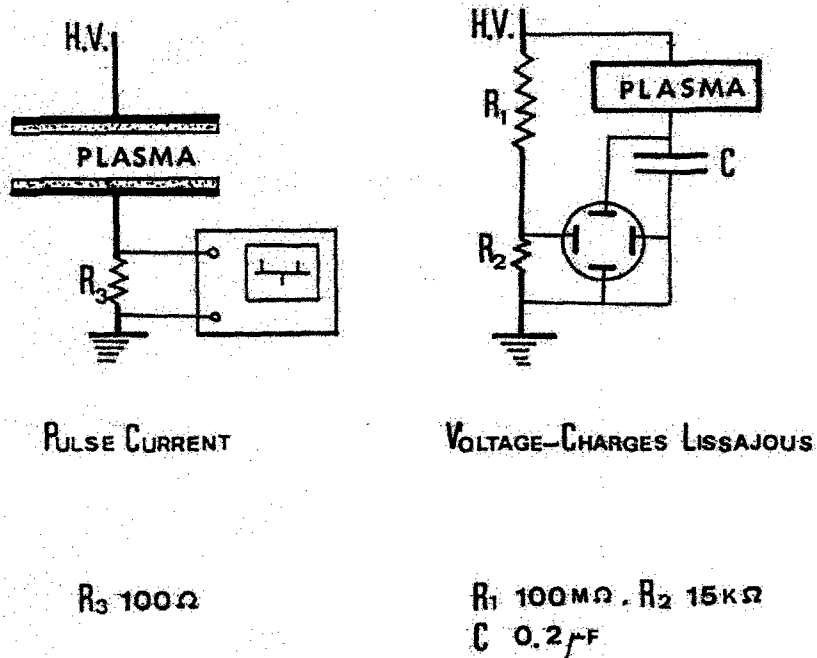 H.V.
PLASMA
R3
PULSE CURRENT
R3 100Ω
H.V.
R1
PLASMA
C
R2
VOLTAGE-CHARGES LISSAJOUS
R1 100MΩ . R2 15KΩ
C 0.2μF